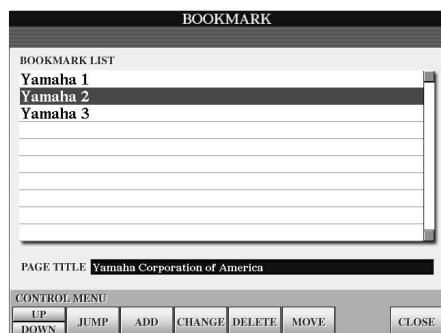 BOOKMARK
BOOKMARK LIST
Yamaha 1
Yamaha 2
Yamaha 3
PAGE TITLE Yamaha Corporation of America
CONTROL MENU
UP
DOWN
JUMP ADD CHANGE DELETE MOVE CLOSE